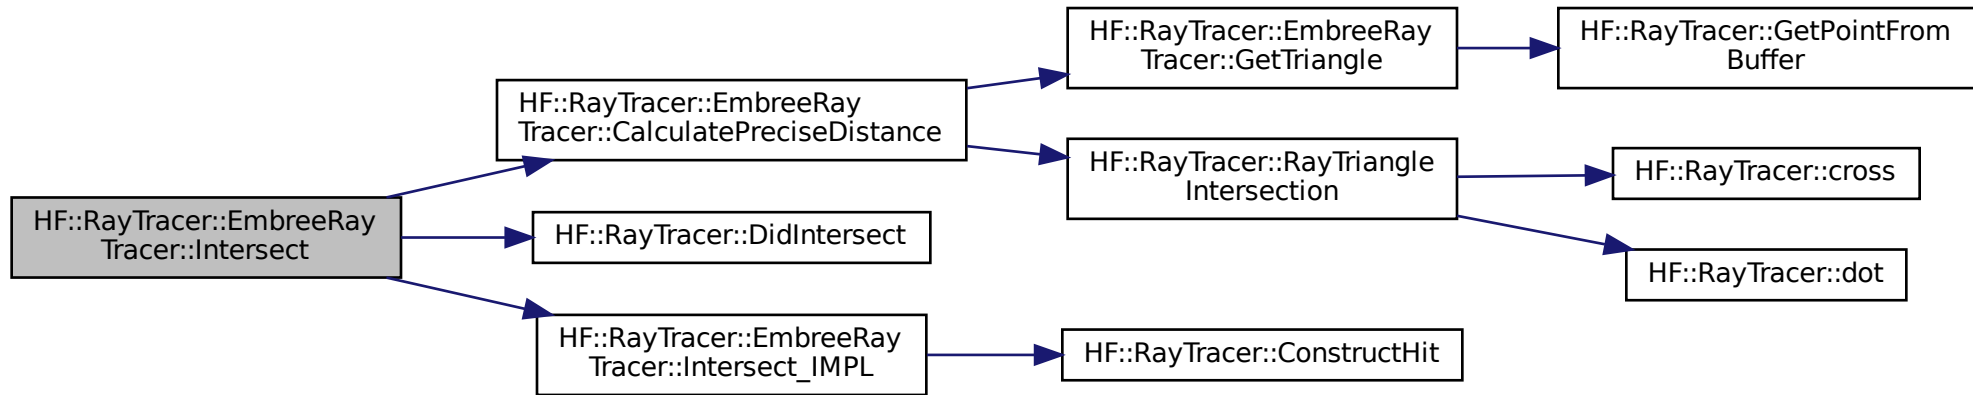 HF::RayTracer::EmbreeRay
Tracer::Intersect
HF::RayTracer::EmbreeRay
Tracer::CalculatePreciseDistance
HF::RayTracer::EmbreeRay
Tracer::GetTriangle
HF::RayTracer::GetPointFrom
Buffer
HF::RayTracer::RayTriangle
Intersection
HF::RayTracer::cross
HF::RayTracer::dot
HF::RayTracer::DidIntersect
HF::RayTracer::EmbreeRay
Tracer::Intersect_IMPL
HF::RayTracer::ConstructHit